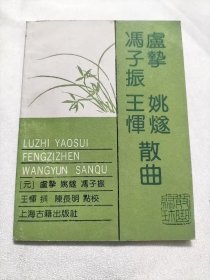 盧摯 姚燧
馮子振 王惲
散曲
LUZHI YAOSUI
FENGZIZHEN
WANGYUN SANQU
[元] 盧摯 姚燧 馮子振
王惲 撰 陳長明 點校
上海古籍出版社